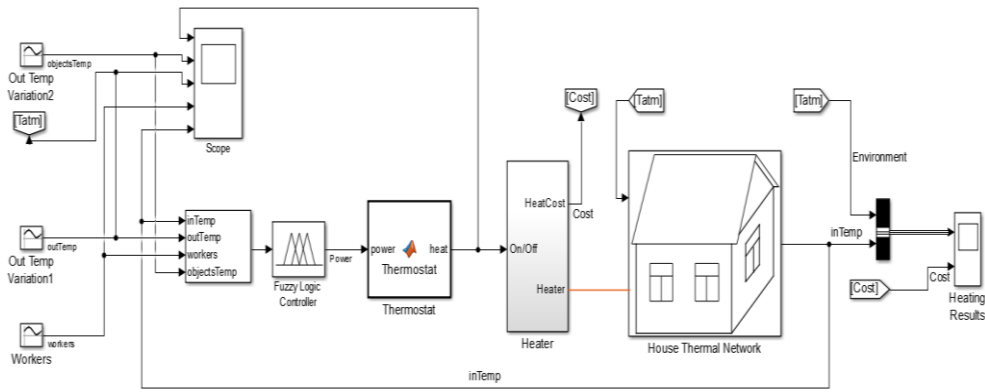 objectsTemp
Out Temp
Variation2
[Tatm]
Scope
outTemp
Out Temp
Variation1
workers
Workers
inTemp
outTemp
workers
objectsTemp
Fuzzy Logic
Controller
Power
power
heat
Thermostat
Thermostat
[Cost]
HeatCost
Cost
On/Off
Heater
Heater
[Tatm]
House Thermal Network
[Tatm]
Environment
inTemp
[Cost]
Cost
Heating
Results
inTemp